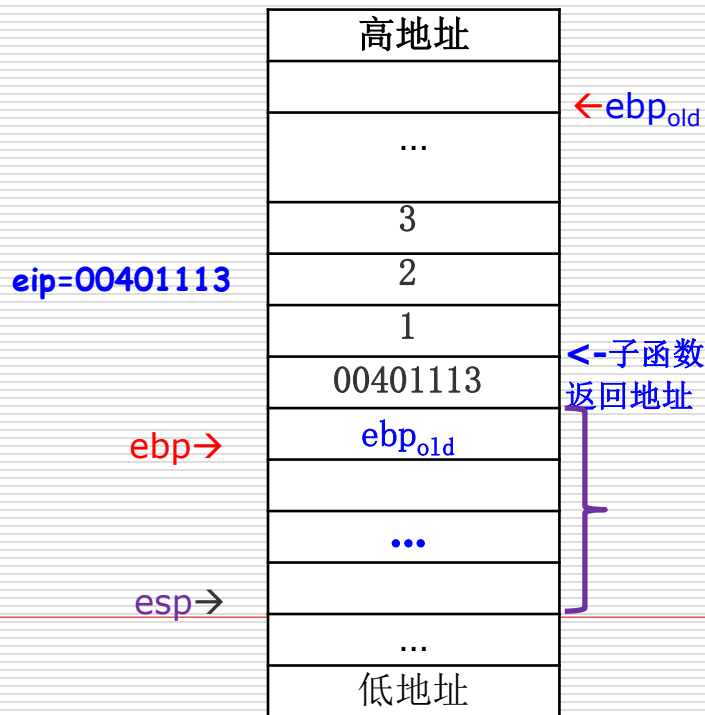 高地址
←ebpold
...
3
eip=00401113
2
1
<-子函数
00401113
返回地址
ebp→
ebpold
...
esp→
...
低地址